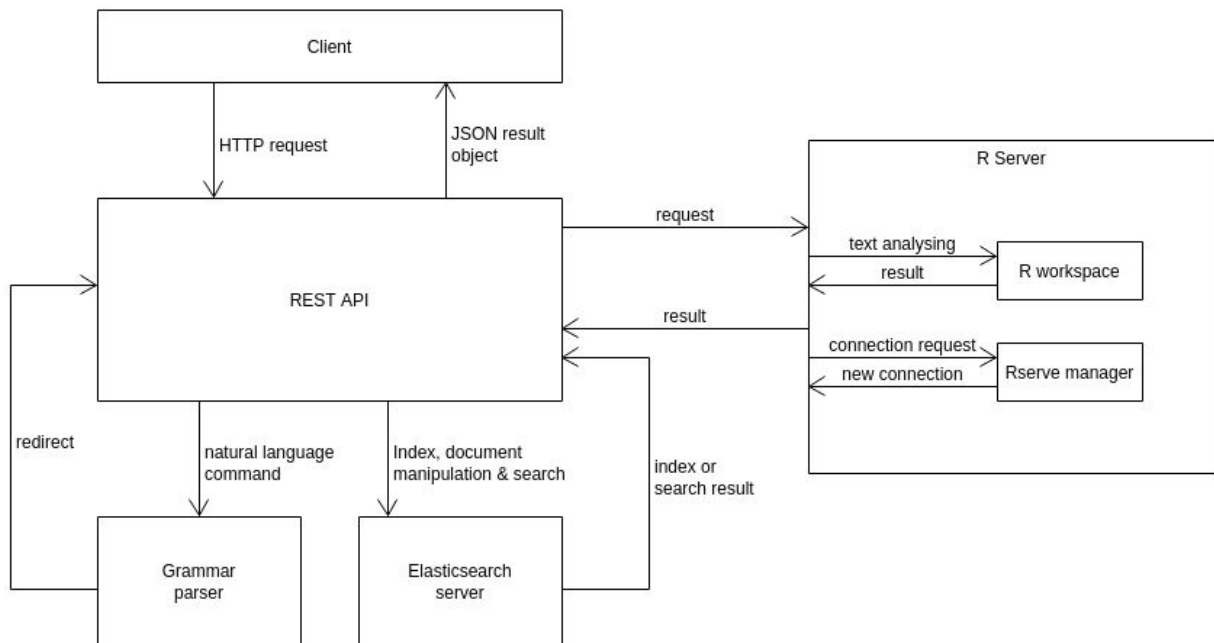 Client
HTTP request
JSON result
object
R Server
request
text analysing
R workspace
result
REST API
result
connection request
Rserve manager
new connection
redirect
natural language
command
Index, document
manipulation & search
index or
search result
Grammar
parser
Elasticsearch
server